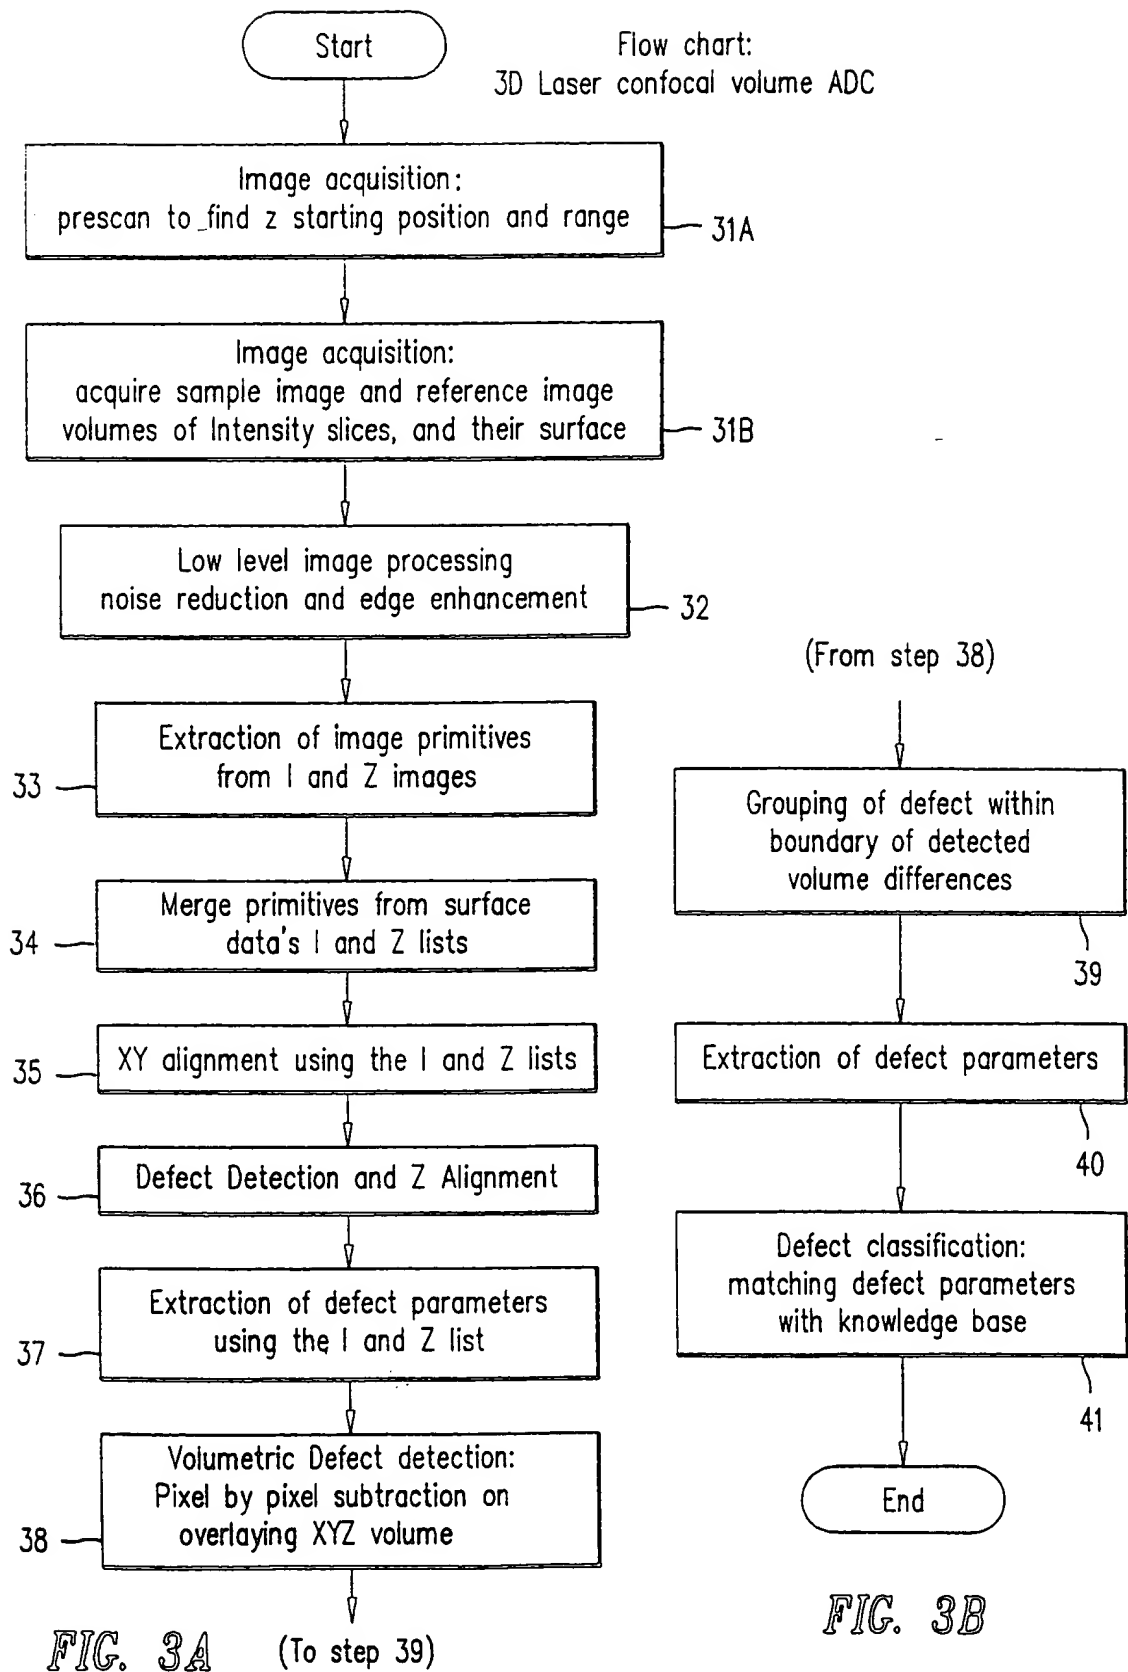 Start
Flow chart:
3D Laser confocal volume ADC
Image acquisition:
prescan to find z starting position and range
31A
Image acquisition:
acquire sample image and reference image
volumes of Intensity slices, and their surface
31B
Low level image processing
noise reduction and edge enhancement
32
Extraction of image primitives
from I and Z images
33
Merge primitives from surface
data's I and Z lists
34
XY alignment using the I and Z lists
35
Defect Detection and Z Alignment
36
Extraction of defect parameters
using the I and Z list
37
Volumetric Defect detection:
Pixel by pixel subtraction on
overlaying XYZ volume
38
(To step 39)
FIG. 3A
(From step 38)
Grouping of defect within
boundary of detected
volume differences
39
Extraction of defect parameters
40
Defect classification:
matching defect parameters
with knowledge base
41
End
FIG. 3B